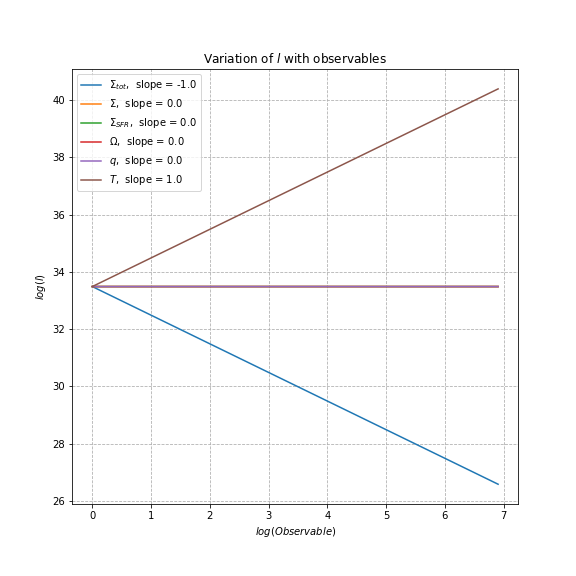 Variation of l with observables
Σtot, slope = -1.0
Σ, slope = 0.0
ΣSFR, slope = 0.0
Ω, slope = 0.0
q, slope = 0.0
T, slope = 1.0
40
38
36
34
32
30
28
26
log(l)
0 1 2 3 4 5 6 7
log(Observable)